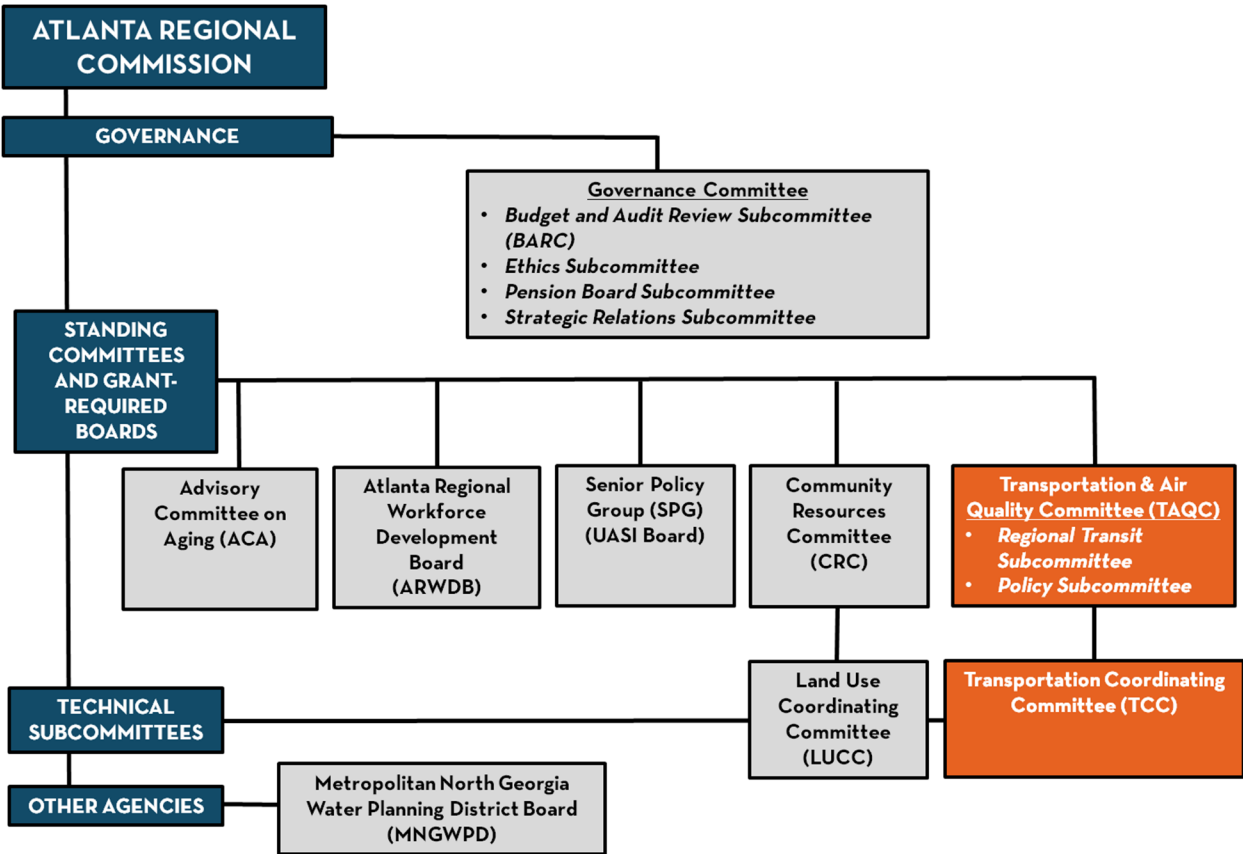 ATLANTA REGIONAL
COMMISSION
GOVERNANCE
Governance Committee
• Budget and Audit Review Subcommittee
(BARC)
• Ethics Subcommittee
• Pension Board Subcommittee
• Strategic Relations Subcommittee
STANDING
COMMITTEES
AND GRANT-
REQUIRED
BOARDS
Advisory
Committee on
Aging (ACA)
Atlanta Regional
Workforce
Development
Board
(ARWDB)
Senior Policy
Group (SPG)
(UASI Board)
Community
Resources
Committee
(CRC)
Transportation & Air
Quality Committee (TAQC)
• Regional Transit
Subcommittee
• Policy Subcommittee
TECHNICAL
SUBCOMMITTEES
Land Use
Coordinating
Committee
(LUCC)
Transportation Coordinating
Committee (TCC)
OTHER AGENCIES
Metropolitan North Georgia
Water Planning District Board
(MNGWPD)